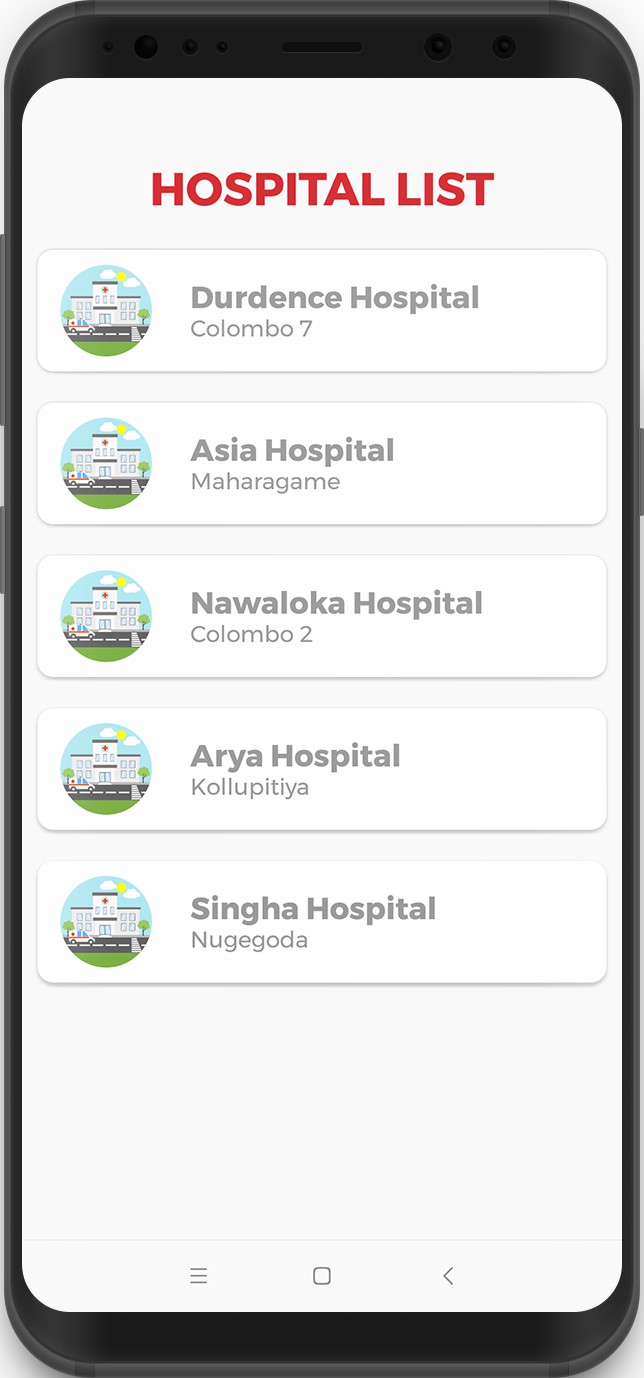 HOSPITAL LIST
Durdence Hospital
Colombo 7
Asia Hospital
Maharagame
Nawaloka Hospital
Colombo 2
Arya Hospital
Kollupitiya
Singha Hospital
Nugegoda